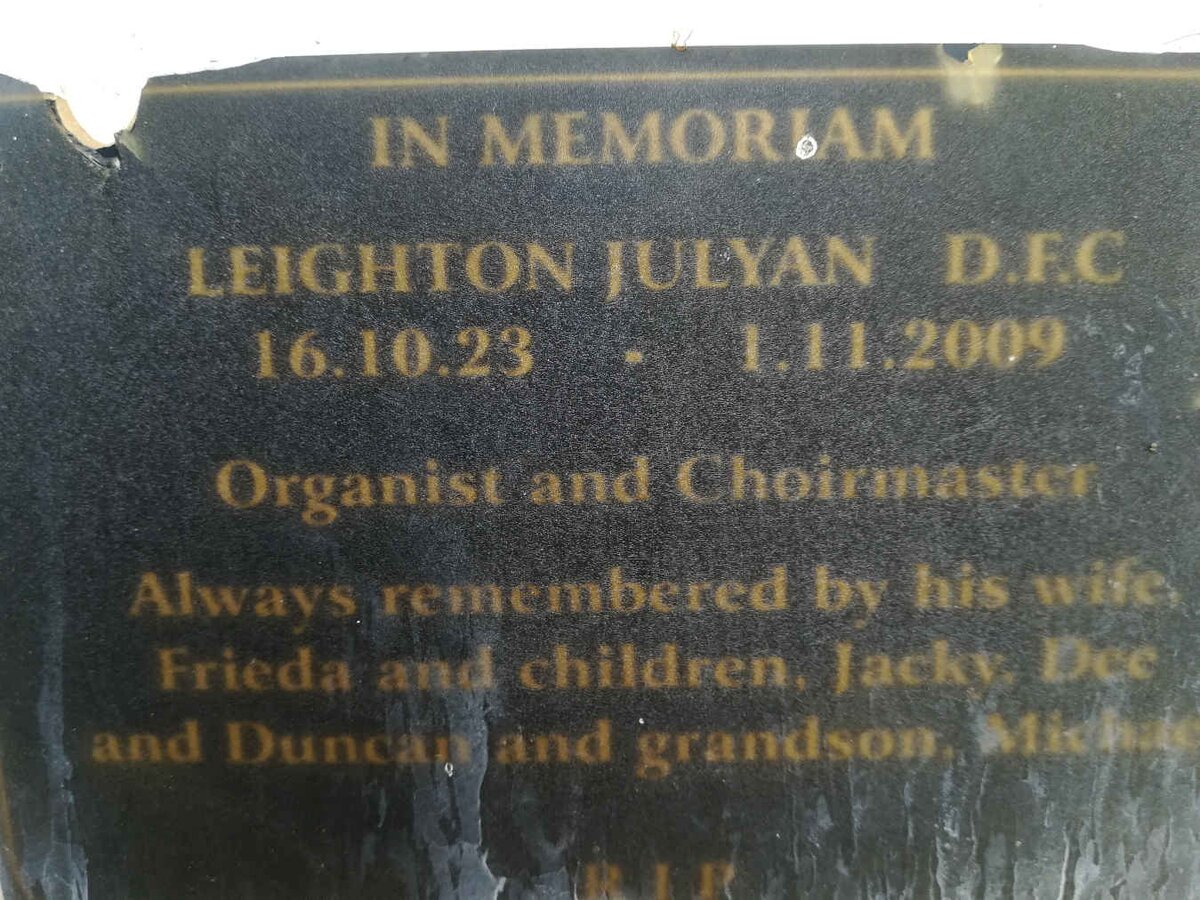 IN MEMORIAM
LEIGHTON JULYAN D.F.C
16.10.23 - 1.11.2009
Organist and Choirmaster
Always remembered by his wife,
Frieda and children, Jacky, Dee
and Duncan and grandson,
R.I.P